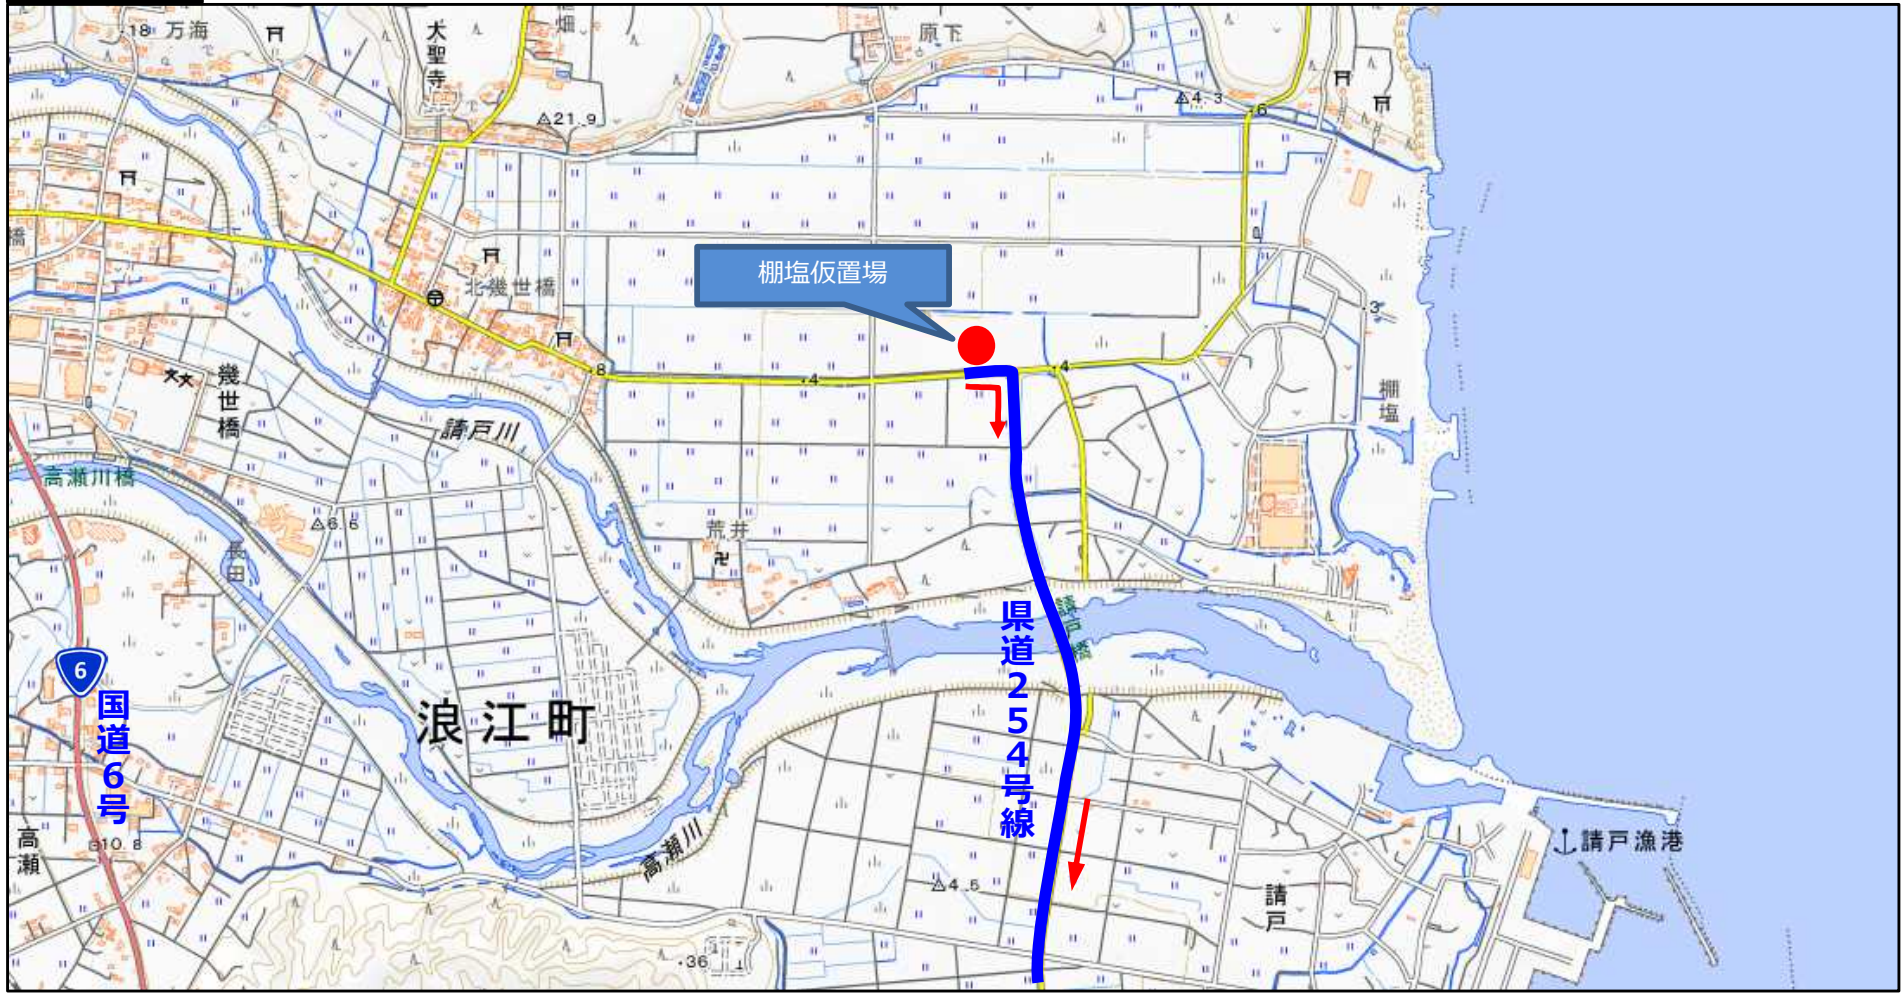 18
万海
大聖寺
畑
原下
21.9
4.3
6
橋
棚塩仮置場
北幾世橋
3
8
4
4
幾世橋
請戸川
棚塩
高瀬川橋
6.6
荒井
長田
請戸橋
県道254号線
6
国道6号
浪江町
高瀬
10.8
高瀬川
4.5
請戸漁港
請戸
36